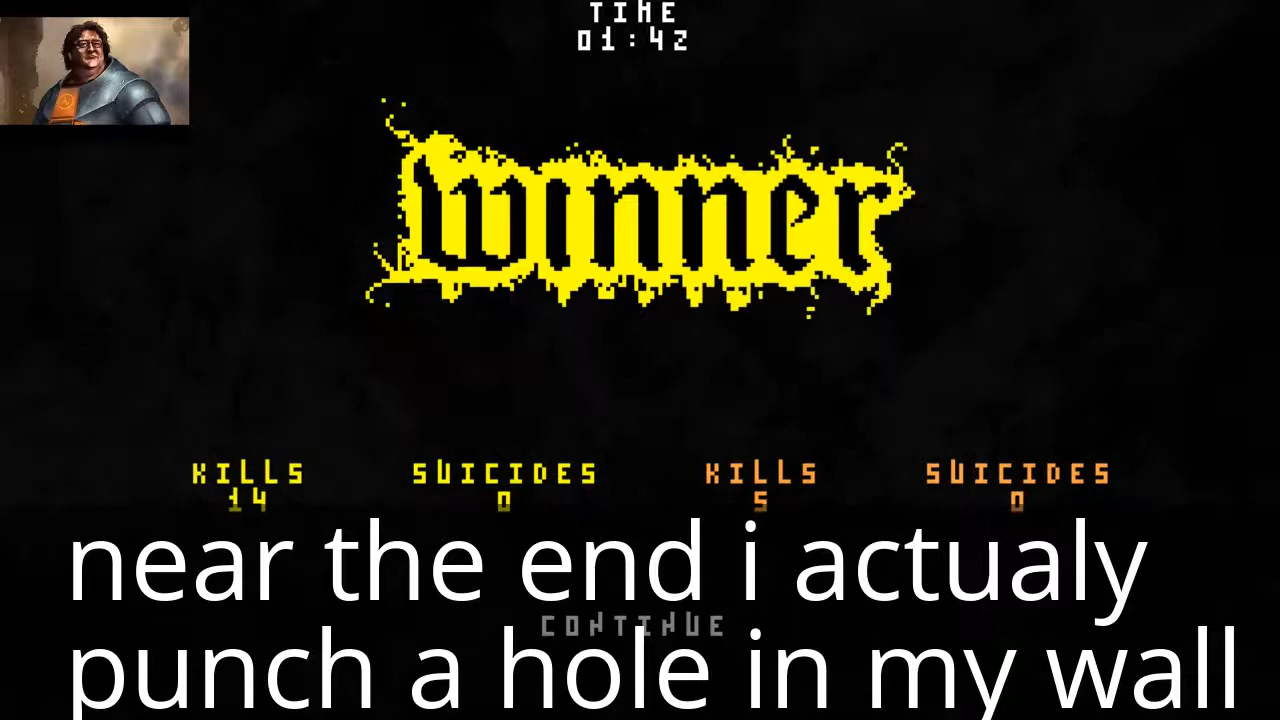 TIME
01:42
winner
KILLS SUICIDES KILLS SUICIDES
14 0 5 0
near the end i actualy
CONTINUE
punch a hole in my wall